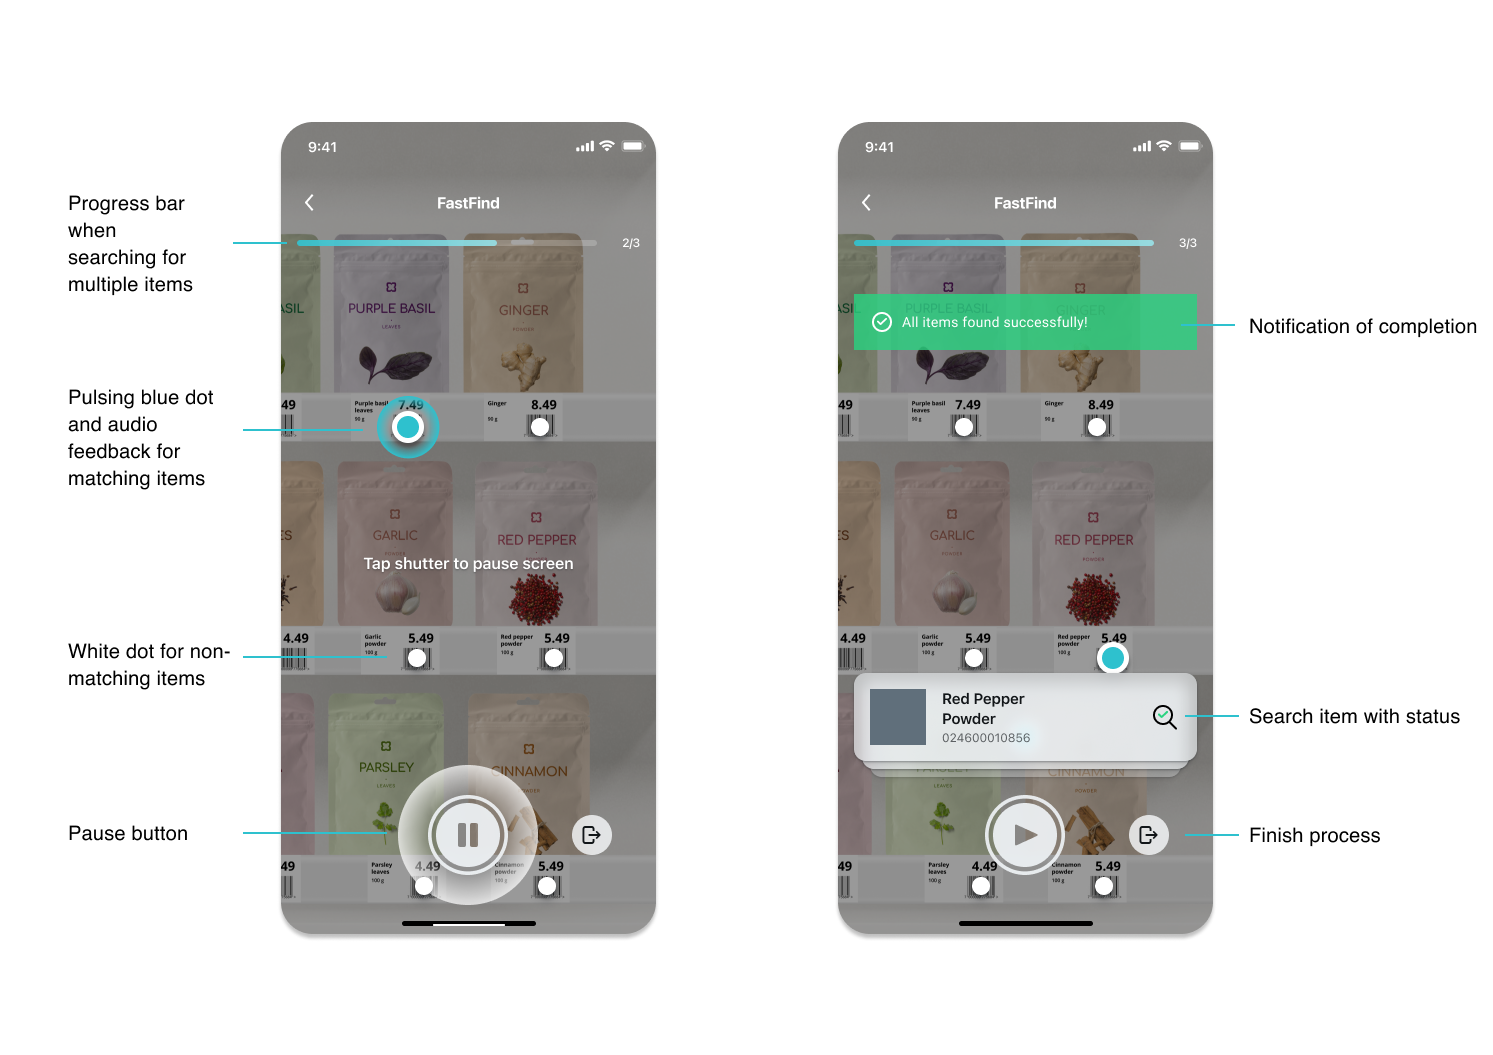 Progress bar
when
searching for
multiple items
Pulsing blue dot
and audio
feedback for
matching items
White dot for non-
matching items
Pause button
9:41
FastFind
2/3
ASIL
PURPLE BASIL
LEAVES
GINGER
POWDER
.49
Purple basil
leaves
90 g
7.49
Ginger
90 g
8.49
ES
GARLIC
POWDER
RED PEPPER
Tap shutter to pause screen
4.49
Garlic
powder
100 g
5.49
Red pepper
powder
100 g
5.49
PARSLEY
LEAVES
CINNAMON
POWDER
49
Parsley
leaves
100 g
4.49
Cinnamon
powder
100 g
5.49
9:41
FastFind
3/3
PURPLE BASIL
GINGER
All items found successfully!
49
Purple basil
leaves
90 g
7.49
Ginger
90 g
8.49
ES
GARLIC
POWDER
RED PEPPER
POWDER
4.49
Garlic
powder
100 g
5.49
Red pepper
powder
100 g
5.49
Red Pepper
Powder
024600010856
PARSLEY
LEAVES
CINNAMON
POWDER
49
Parsley
leaves
100 g
4.49
Cinnamon
powder
100 g
5.49
Notification of completion
Search item with status
Finish process